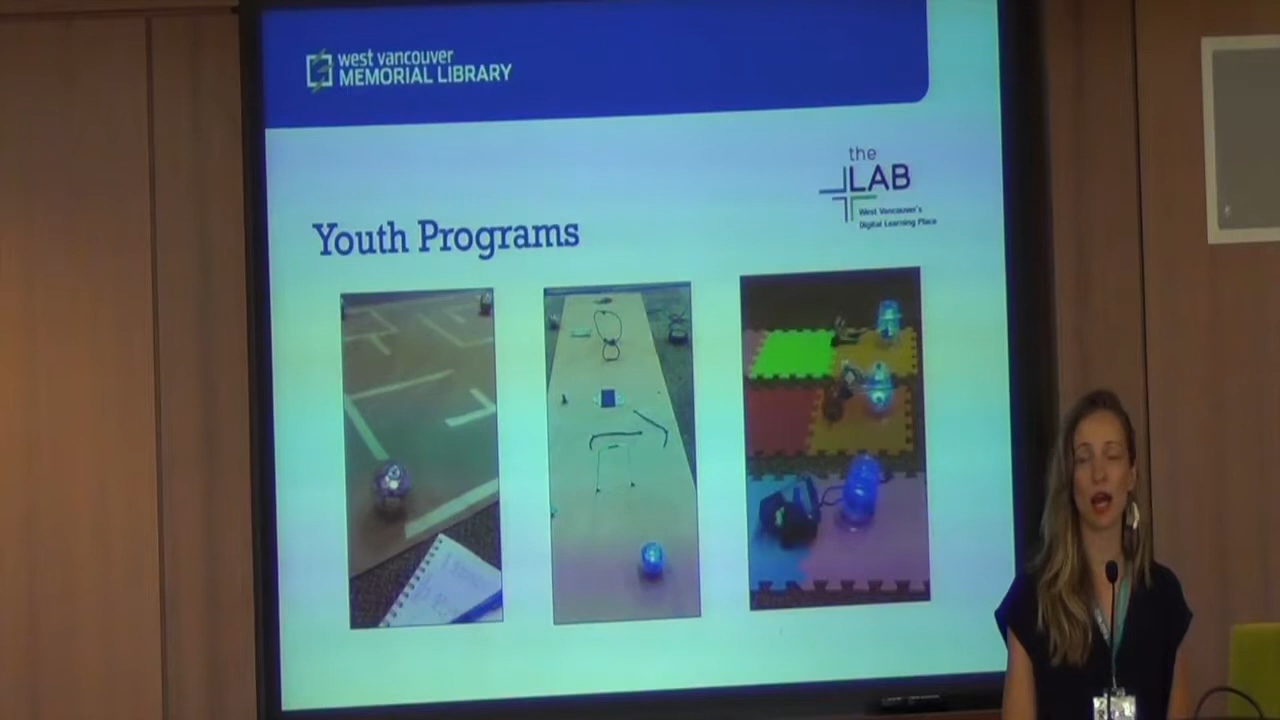 west vancouver
MEMORIAL LIBRARY
the
LAB
West Vancouver's
Digital Learning Place
Youth Programs